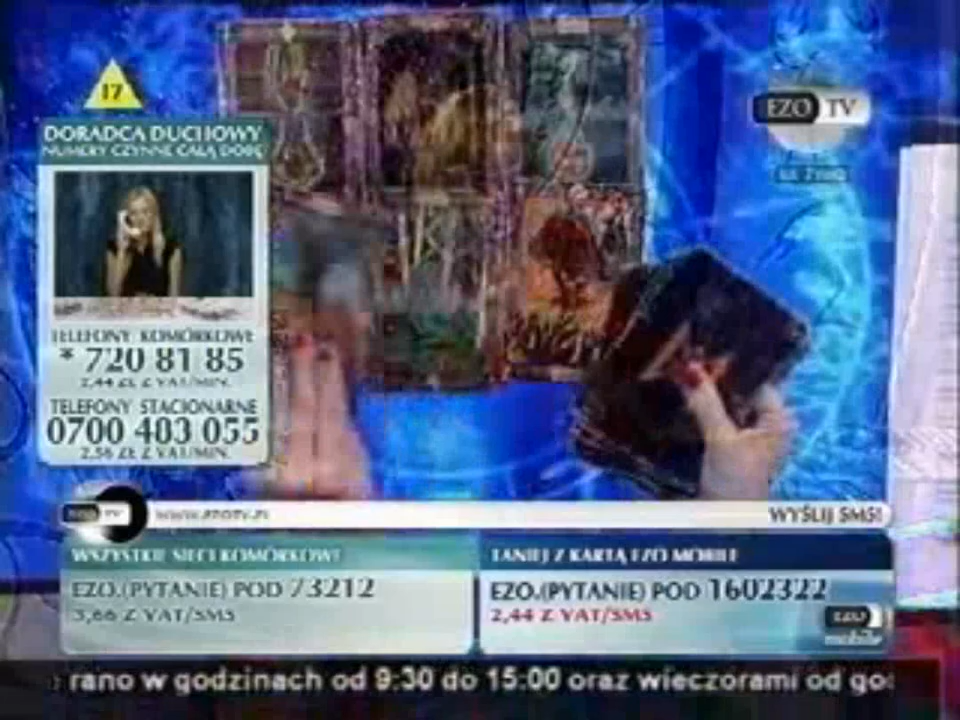 17
EZO TV
DORADCA DUCHOWY
NUMERY CZYNNE CAŁĄ DOBĘ
TELEFONY KOMÓRKOWE
* 720 81 85
2,44 ZŁ Z VAT/MIN.
TELEFONY STACJONARNE
0700 403 055
2,56 ZŁ Z VAT/MIN.
WYŚLIJ SMS!
WSZYSTKIE SIECI KOMÓRKOWE
EZO.(PYTANIE) POD 73212
3,66 Z VAT/SMS
TANIEJ Z KARTĄ EZO MOBILE
EZO.(PYTANIE) POD 1602322
2,44 Z VAT/SMS
EZO
mobile
rano w godzinach od 9:30 do 15:00 oraz wieczorami od go